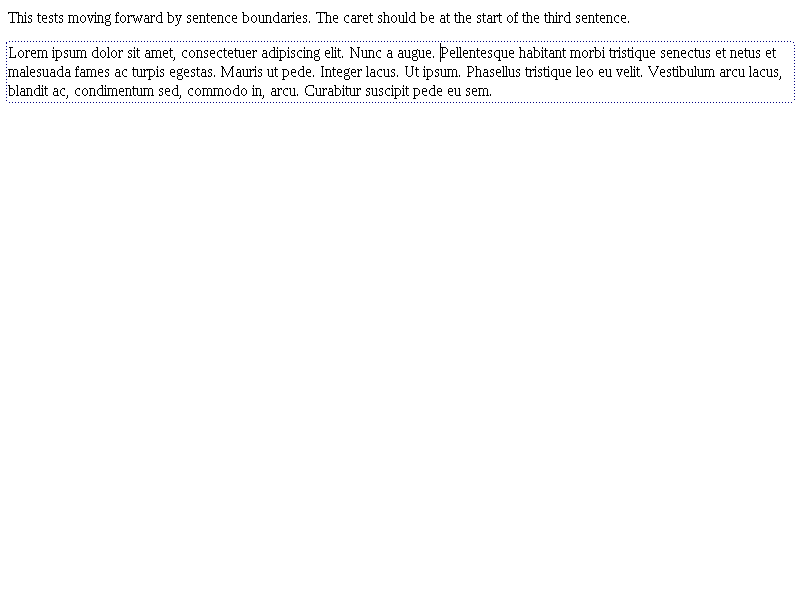 This tests moving forward by sentence boundaries. The caret should be at the start of the third sentence.
Lorem ipsum dolor sit amet, consectetuer adipiscing elit. Nunc a augue. Pellentesque habitant morbi tristique senectus et netus et
malesuada fames ac turpis egestas. Mauris ut pede. Integer lacus. Ut ipsum. Phasellus tristique leo eu velit. Vestibulum arcu lacus,
blandit ac, condimentum sed, commodo in, arcu. Curabitur suscipit pede eu sem.